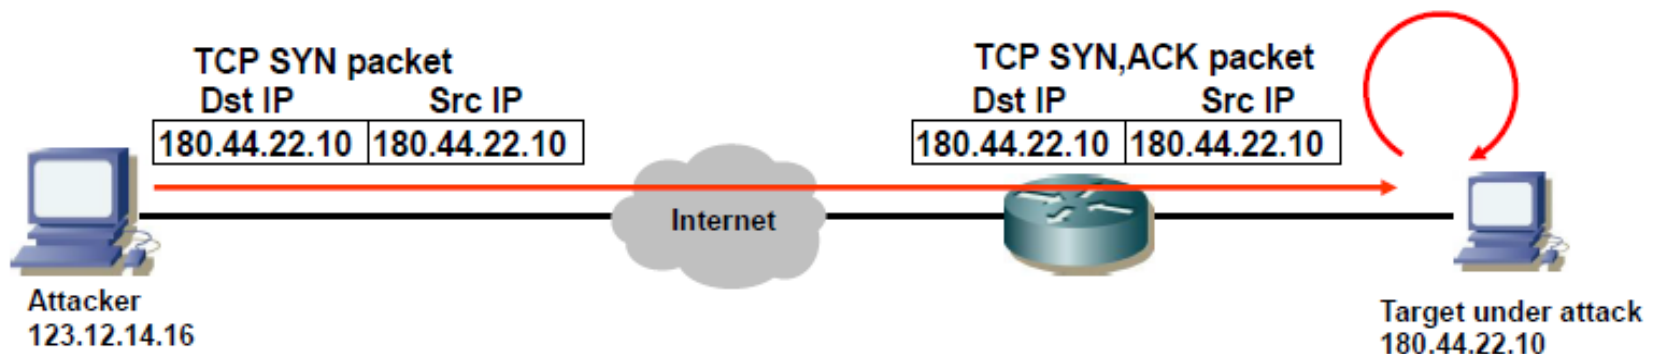 TCP SYN packet
Dst IP Src IP
180.44.22.10 180.44.22.10
TCP SYN,ACK packet
Dst IP Src IP
180.44.22.10 180.44.22.10
Internet
Attacker
123.12.14.16
Target under attack
180.44.22.10